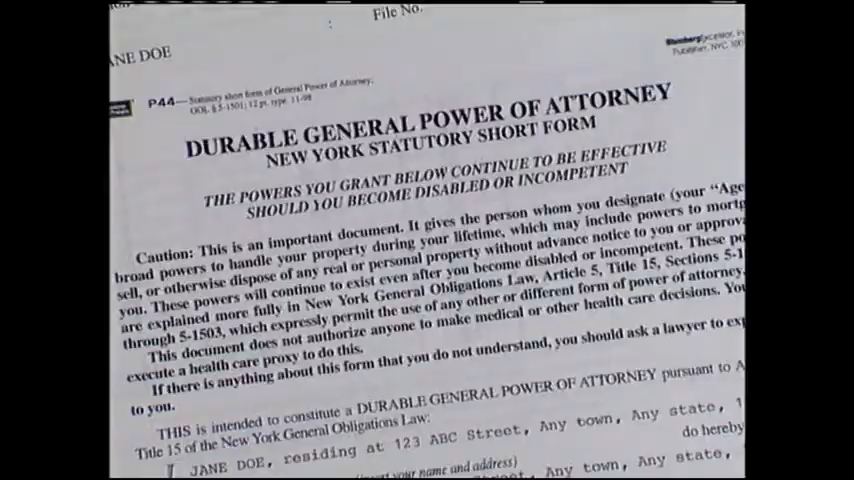 File No.
:
ANE DOE
Blumberg Excelsior, In
Publisher, NYC 100
P44—Statutory short form of General Power of Attorney,
GOL § 5-1501; 12 pt. type. 11-98
DURABLE GENERAL POWER OF ATTORNEY
NEW YORK STATUTORY SHORT FORM
THE POWERS YOU GRANT BELOW CONTINUE TO BE EFFECTIVE
SHOULD YOU BECOME DISABLED OR INCOMPETENT
Caution: This is an important document. It gives the person whom you designate (your “Age
broad powers to handle your property during your lifetime, which may include powers to mortg
sell, or otherwise dispose of any real or personal property without advance notice to you or approva
you. These powers will continue to exist even after you become disabled or incompetent. These po
are explained more fully in New York General Obligations Law, Article 5, Title 15, Sections 5-1
through 5-1503, which expressly permit the use of any other or different form of power of attorney.
This document does not authorize anyone to make medical or other health care decisions. You
execute a health care proxy to do this.
If there is anything about this form that you do not understand, you should ask a lawyer to exp
to you.
THIS is intended to constitute a DURABLE GENERAL POWER OF ATTORNEY pursuant to A
Title 15 of the New York General Obligations Law:
I, JANE DOE, residing at 123 ABC Street, Any town, Any state, 1
do hereby
(insert your name and address)
Street, Any town, Any state,